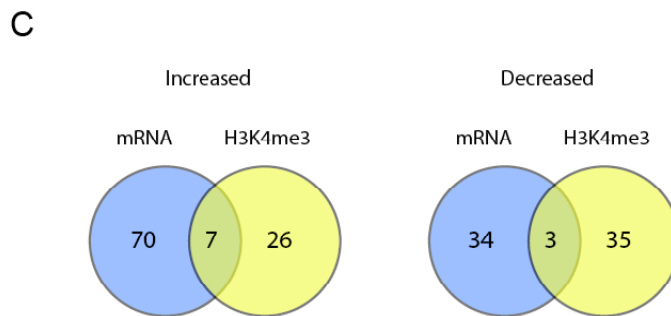 C
Increased
Decreased
mRNA H3K4me3
mRNA H3K4me3
70 7 26
34 3 35